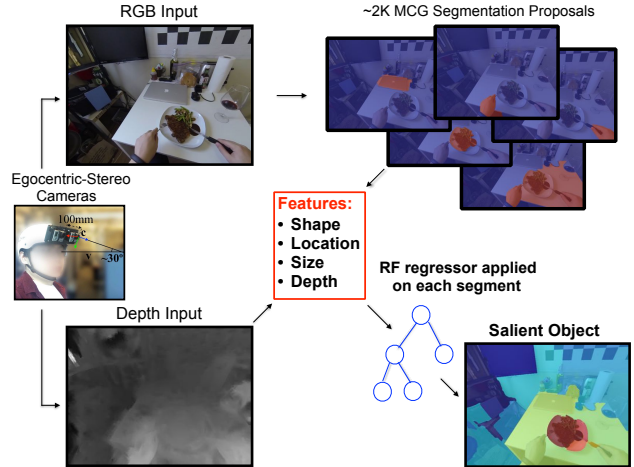 RGB Input
~2K MCG Segmentation Proposals
Egocentric-Stereo
Cameras
100mm
c
v
~30°
Features:
• Shape
• Location
• Size
• Depth
RF regressor applied
on each segment
Depth Input
Salient Object